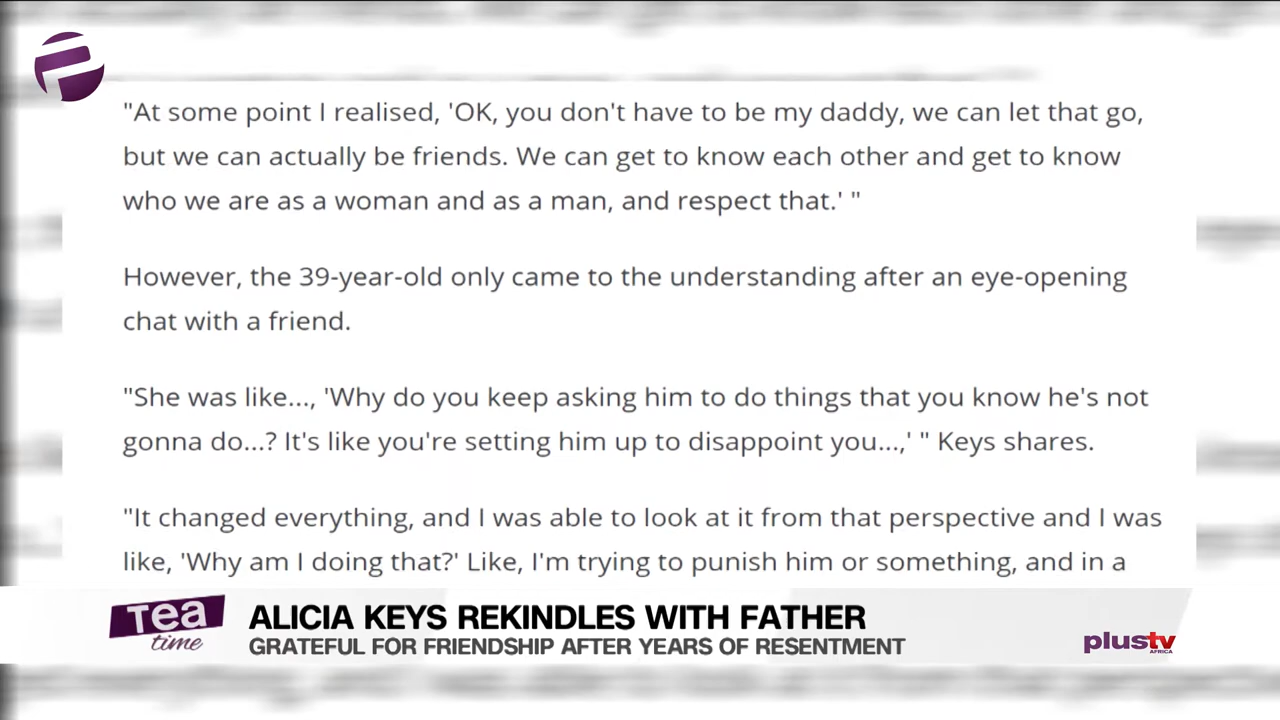 "At some point I realised, 'OK, you don't have to be my daddy, we can let that go,
but we can actually be friends. We can get to know each other and get to know
who we are as a woman and as a man, and respect that.' "
However, the 39-year-old only came to the understanding after an eye-opening
chat with a friend.
"She was like..., 'Why do you keep asking him to do things that you know he's not
gonna do...? It's like you're setting him up to disappoint you...,' " Keys shares.
"It changed everything, and I was able to look at it from that perspective and I was
like, 'Why am I doing that?' Like, I'm trying to punish him or something, and in a
Tea
time
ALICIA KEYS REKINDLES WITH FATHER
GRATEFUL FOR FRIENDSHIP AFTER YEARS OF RESENTMENT
plustv
AFRICA